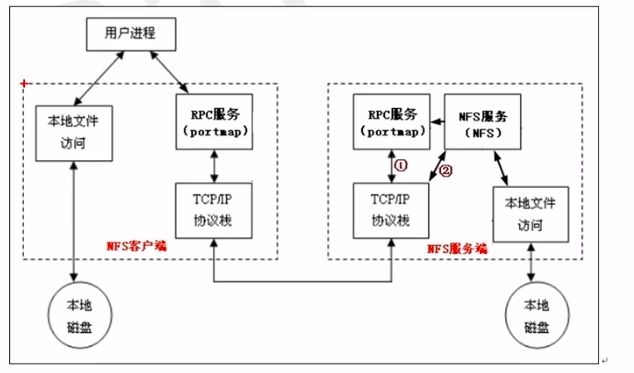 用户进程
本地文件
访问
RPC服务
(portmap)
TCP/IP
协议栈
NFS客户端
本地
磁盘
RPC服务
(portmap)
NFS服务
(NFS)
①
②
TCP/IP
协议栈
本地文件
访问
NFS服务端
本地
磁盘